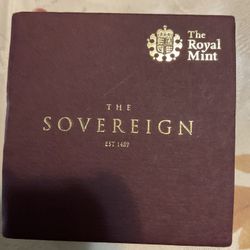 The
Royal
Mint
THE
SOVEREIGN
EST 1489